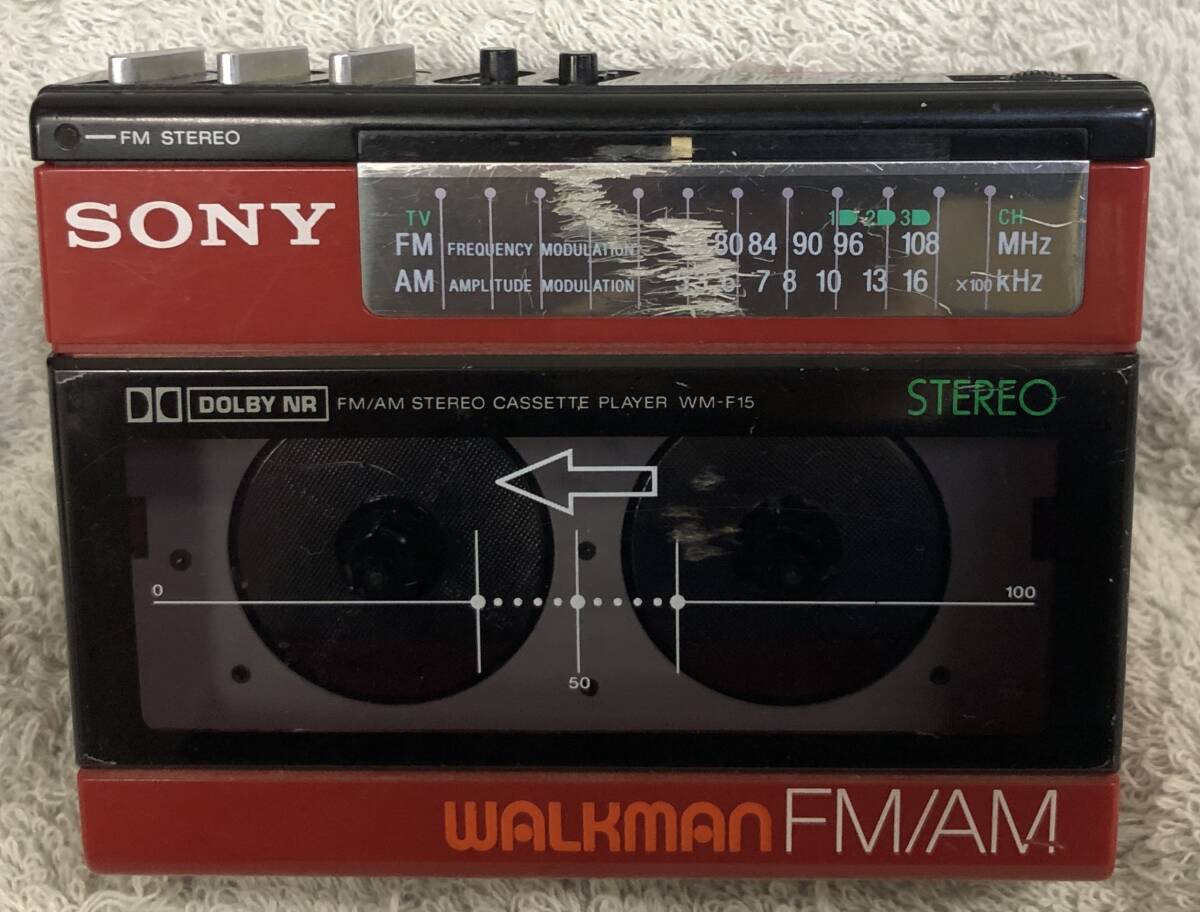 FM STEREO
SONY
TV 1 2 3 CH
FM FREQUENCY MODULATION 80 84 90 96 108 MHz
AM AMPLITUDE MODULATION 7 8 10 13 16 ×100 kHz
DOLBY NR FM/AM STEREO CASSETTE PLAYER WM-F15 STEREO
0 100
50
WALKMAN FM/AM